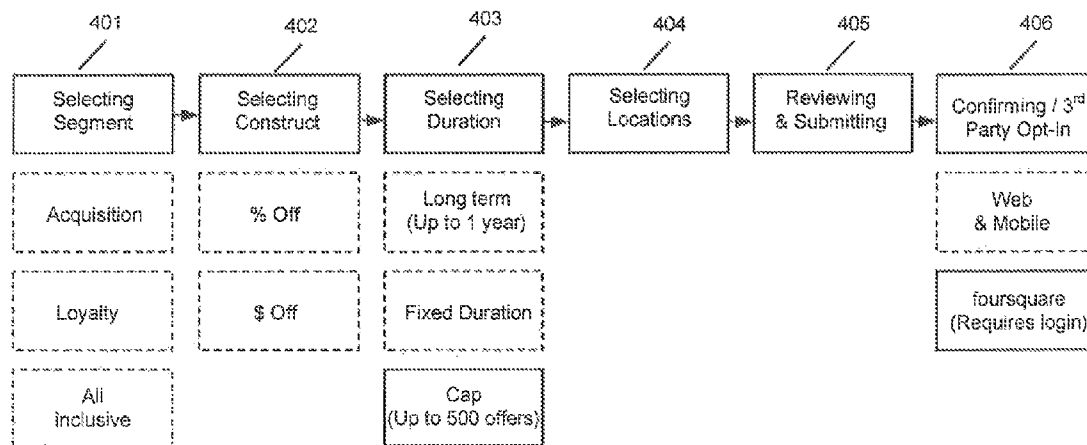 401
402
403
404
405
406
Selecting
Segment
Selecting
Construct
Selecting
Duration
Selecting
Locations
Reviewing
& Submitting
Confirming / 3rd
Party Opt-In
Acquisition
% Off
Long term
(Up to 1 year)
Web
& Mobile
Loyalty
$ Off
Fixed Duration
foursquare
(Requires login)
All
Inclusive
Cap
(Up to 500 offers)